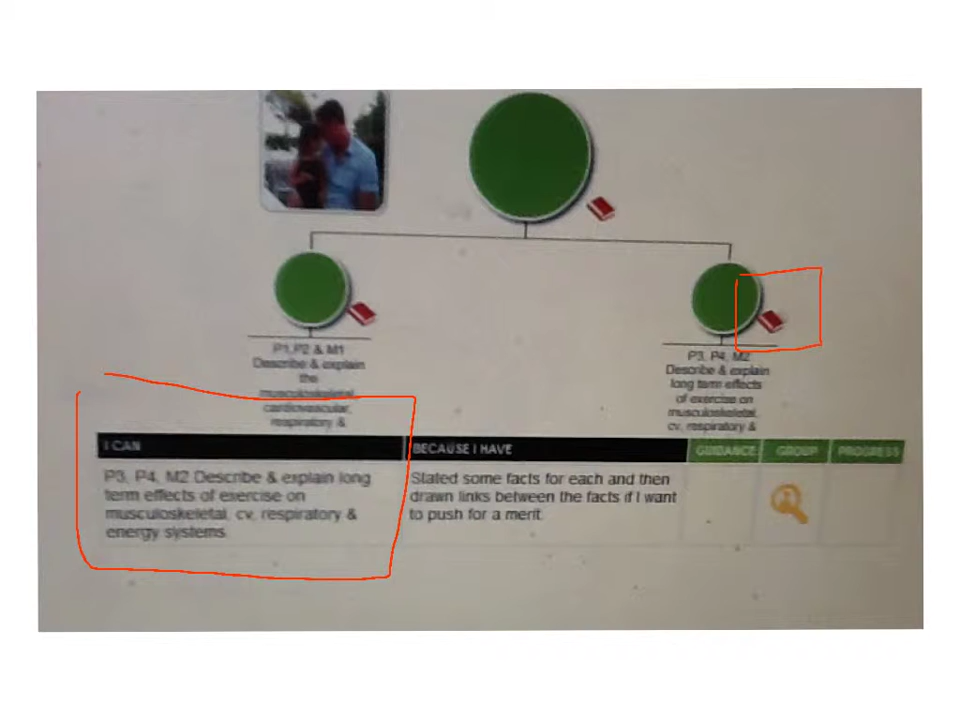 P1,P2 & M1
Describe & explain
the
musculoskeletal,
cardiovascular,
respiratory &
P3, P4, M2
Describe & explain
long term effects
of exercise on
musculoskeletal,
cv, respiratory &
I CAN
BECAUSE I HAVE
GUIDANCE
GROUP
PROGRESS
P3, P4, M2 Describe & explain long
term effects of exercise on
musculoskeletal, cv, respiratory &
energy systems.
Stated some facts for each and then
drawn links between the facts if I want
to push for a merit.